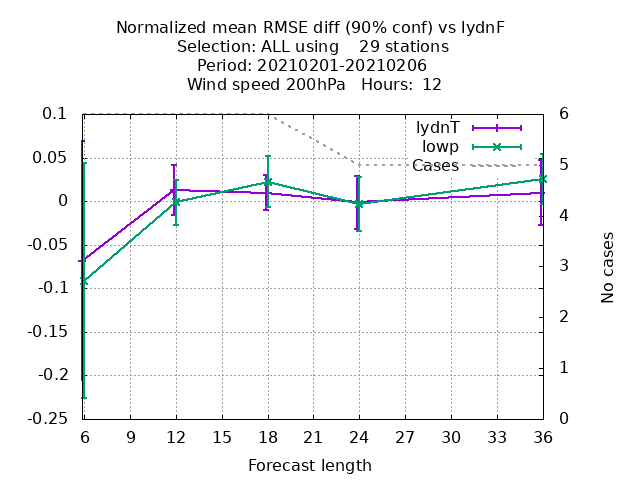 Normalized mean RMSE diff (90% conf) vs lydnF
Selection: ALL using    29 stations
Period: 20210201-20210206
Wind speed 200hPa   Hours:  12
0.1
0.05
0
-0.05
-0.1
-0.15
-0.2
-0.25
lydnT
lowp
Cases
6
5
4
3
2
1
0
No cases
6 9 12 15 18 21 24 27 30 33 36
Forecast length